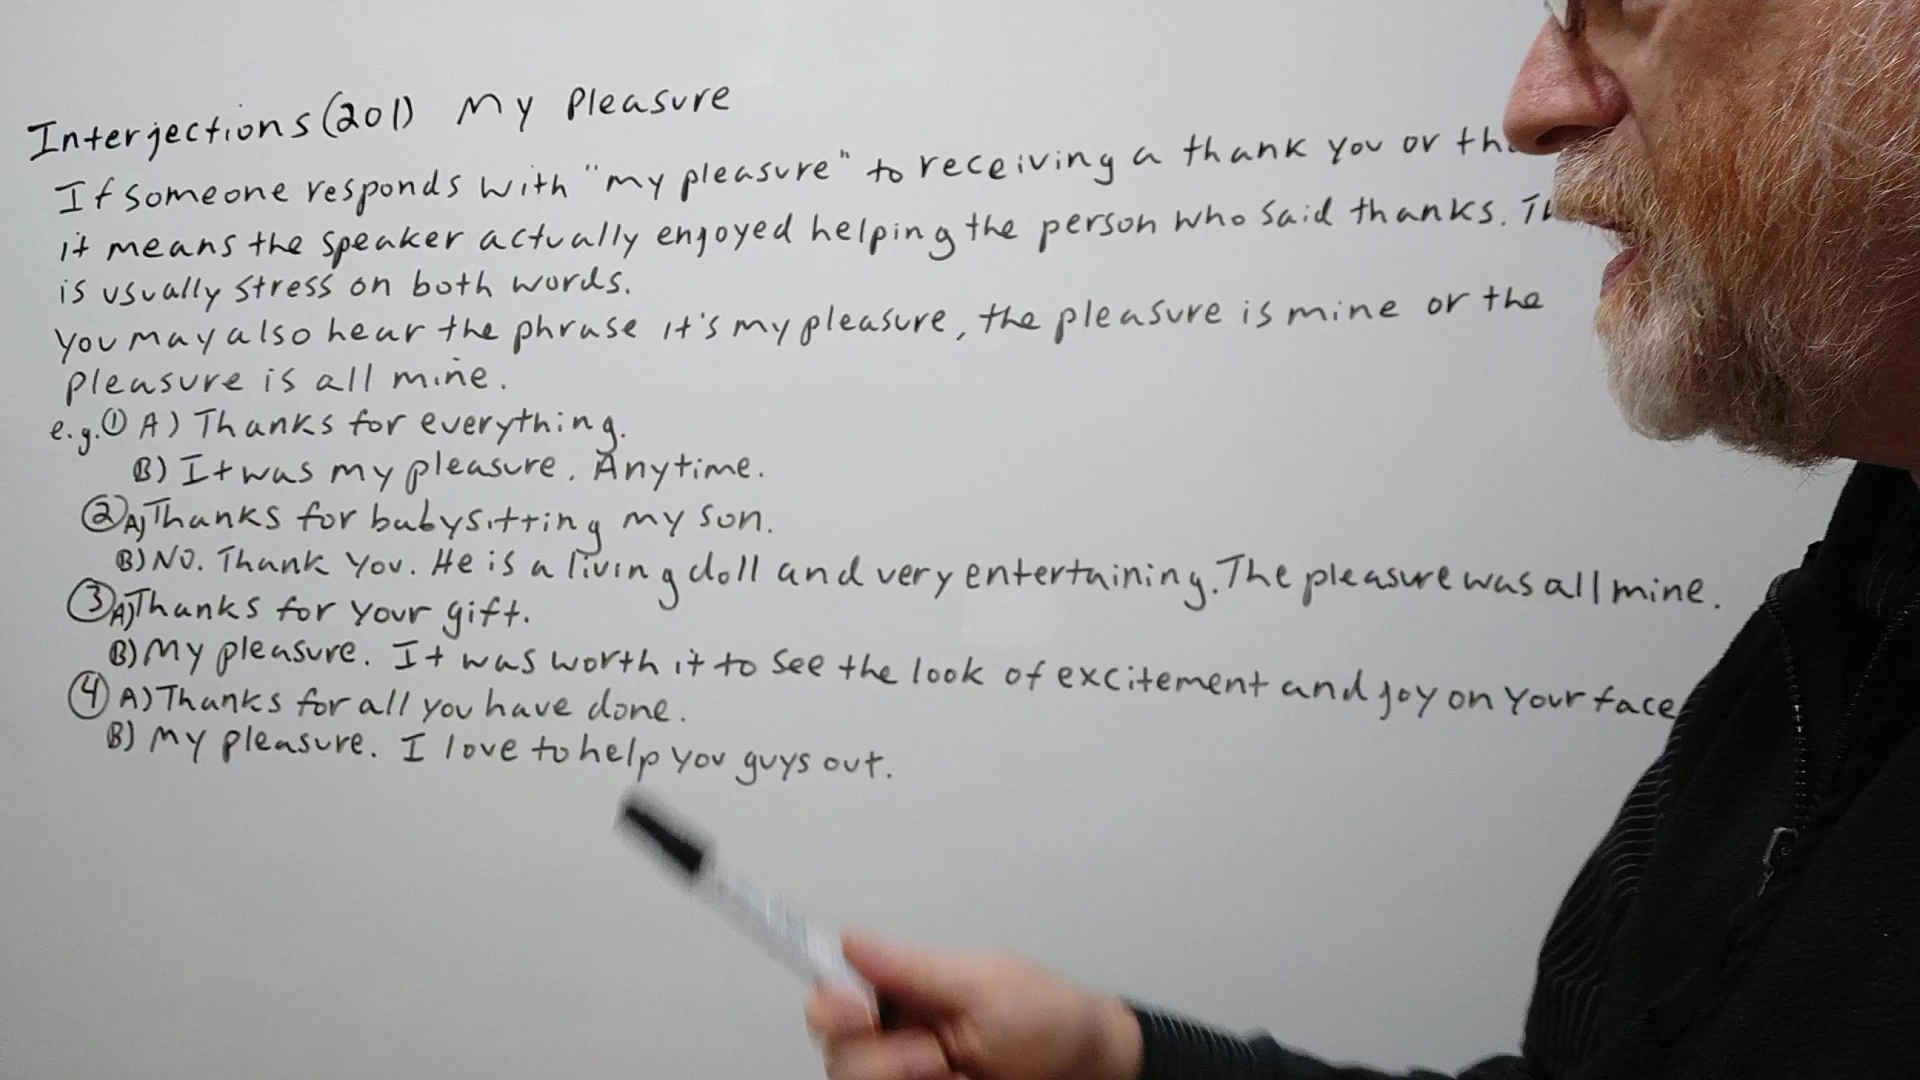 Interjections (201) My Pleasure
If someone responds with "my pleasure" to receiving a thank you or
it means the speaker actually enjoyed helping the person who said thanks.
is usually stress on both words.
You may also hear the phrase it's my pleasure, the pleasure is mine or the
pleasure is all mine.
e.g. ① A) Thanks for everything.
B) It was my pleasure. Anytime.
② A) Thanks for babysitting my son.
B) No. Thank you. He is a living doll and very entertaining. The pleasure was all mine.
③ A) Thanks for your gift.
B) My pleasure. It was worth it to see the look of excitement and joy on your face
④ A) Thanks for all you have done.
B) My pleasure. I love to help you guys out.